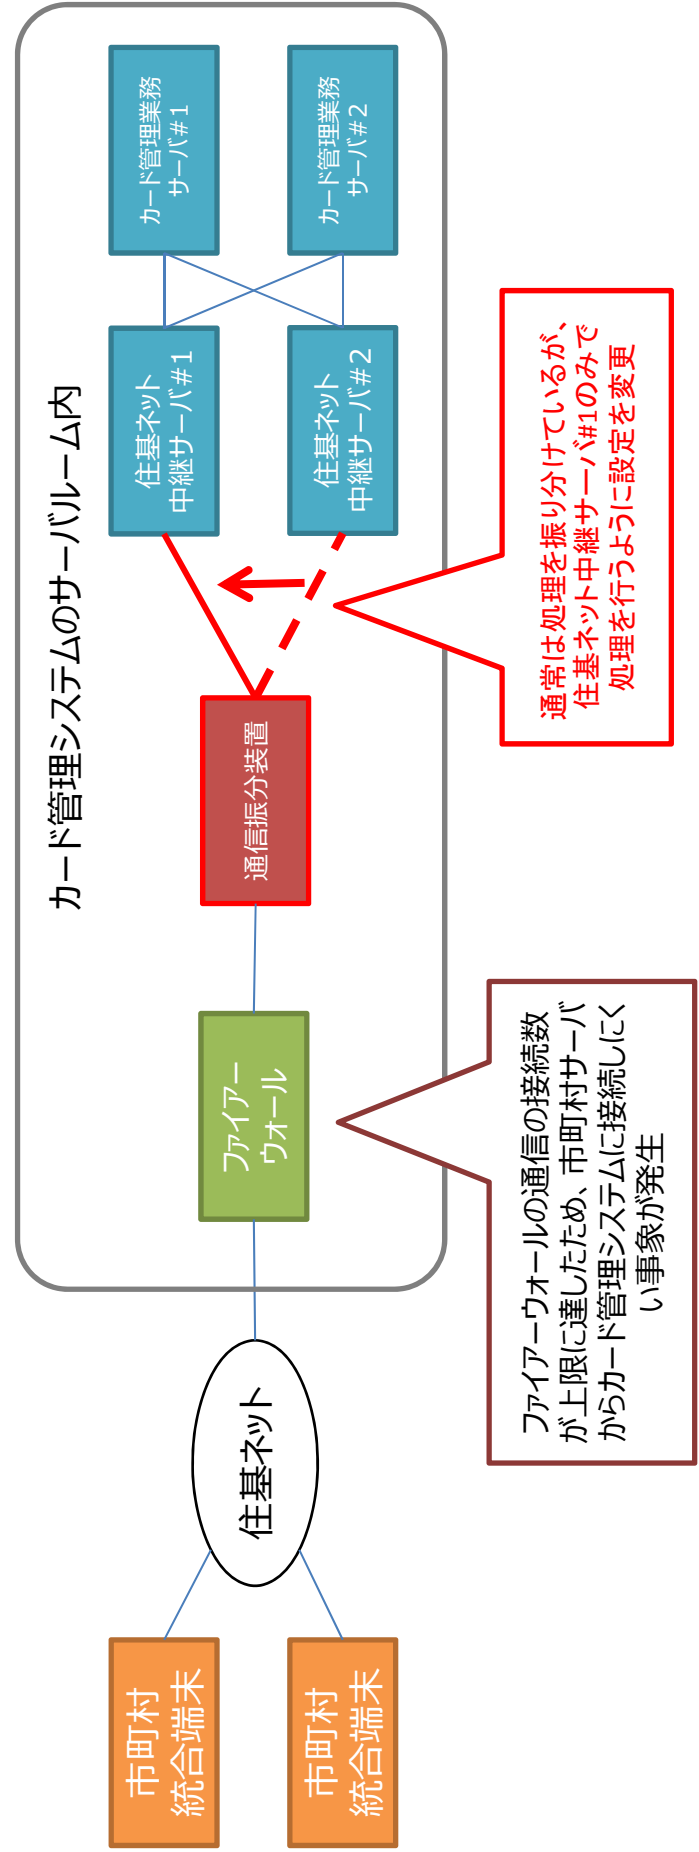 カード管理システムのサーバルーム内
市町村
統合端末
市町村
統合端末
住基ネット
ファイアー
ウォール
通信振分装置
住基ネット
中継サーバ#1
住基ネット
中継サーバ#2
カード管理業務
サーバ#1
カード管理業務
サーバ#2
ファイアーウォールの通信の接続数
が上限に達したため、市町村サーバ
からカード管理システムに接続しにく
い事象が発生
通常は処理を振り分けているが、
住基ネット中継サーバ#1のみで
処理を行うように設定を変更